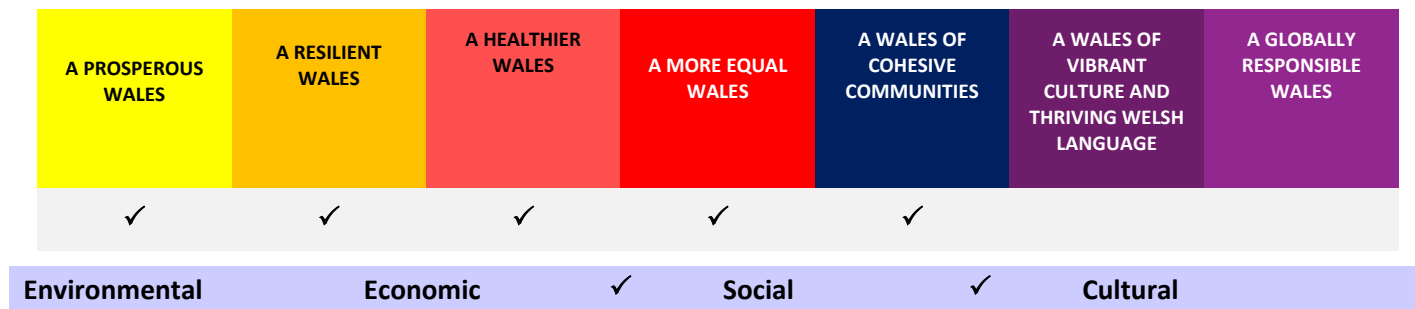 A PROSPEROUS
WALES
A RESILIENT
WALES
A HEALTHIER
WALES
A MORE EQUAL
WALES
A WALES OF
COHESIVE
COMMUNITIES
A WALES OF
VIBRANT
CULTURE AND
THRIVING WELSH
LANGUAGE
A GLOBALLY
RESPONSIBLE
WALES
✓ ✓ ✓ ✓ ✓
Environmental Economic ✓ Social ✓ Cultural